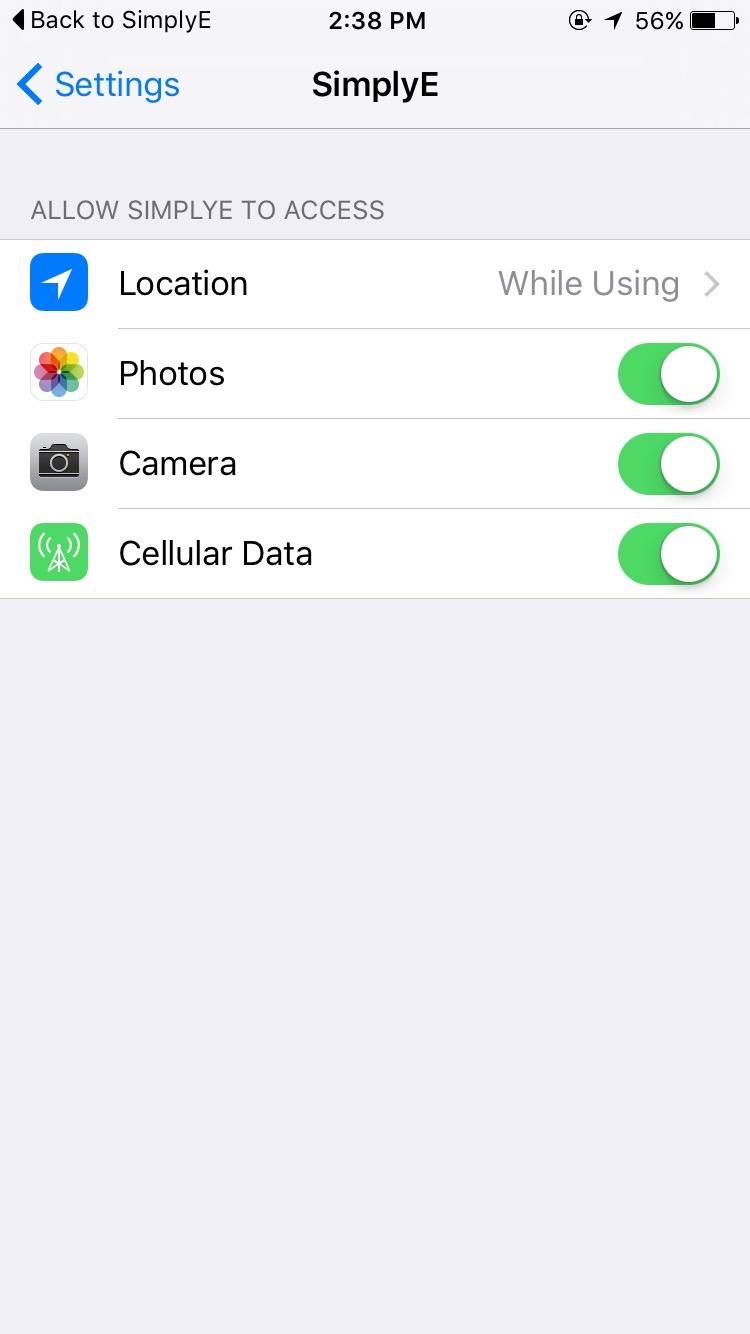 Back to SimplyE 2:38 PM 56%
Settings SimplyE
ALLOW SIMPLYE TO ACCESS
Location While Using
Photos
Camera
Cellular Data